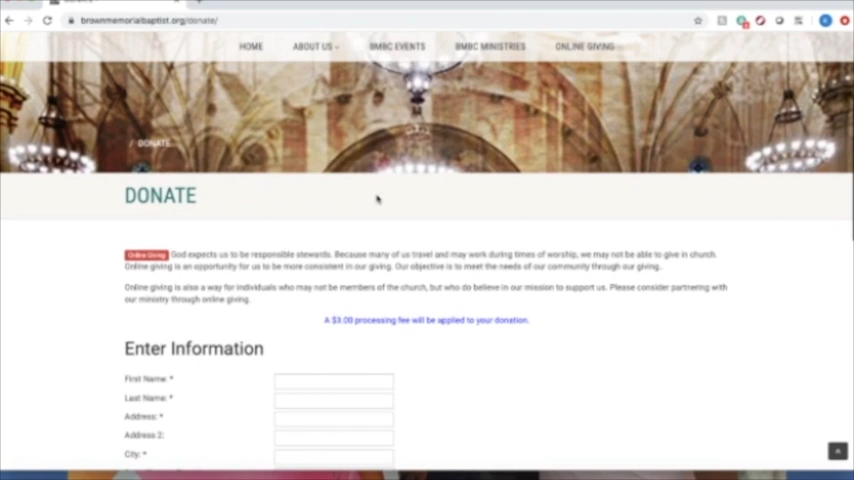 brownmemorialbaptist.org/donate/
HOME ABOUT US BMBC EVENTS BMBC MINISTRIES ONLINE GIVING
/ DONATE
DONATE
Online Giving God expects us to be responsible stewards. Because many of us travel and may work during times of worship, we may not be able to give in church.
Online giving is an opportunity for us to be more consistent in our giving. Our objective is to meet the needs of our community through our giving.
Online giving is also a way for individuals who may not be members of the church, but who do believe in our mission to support us. Please consider partnering with
our ministry through online giving.
A $3.00 processing fee will be applied to your donation.
Enter Information
First Name: *
Last Name: *
Address: *
Address 2:
City: *